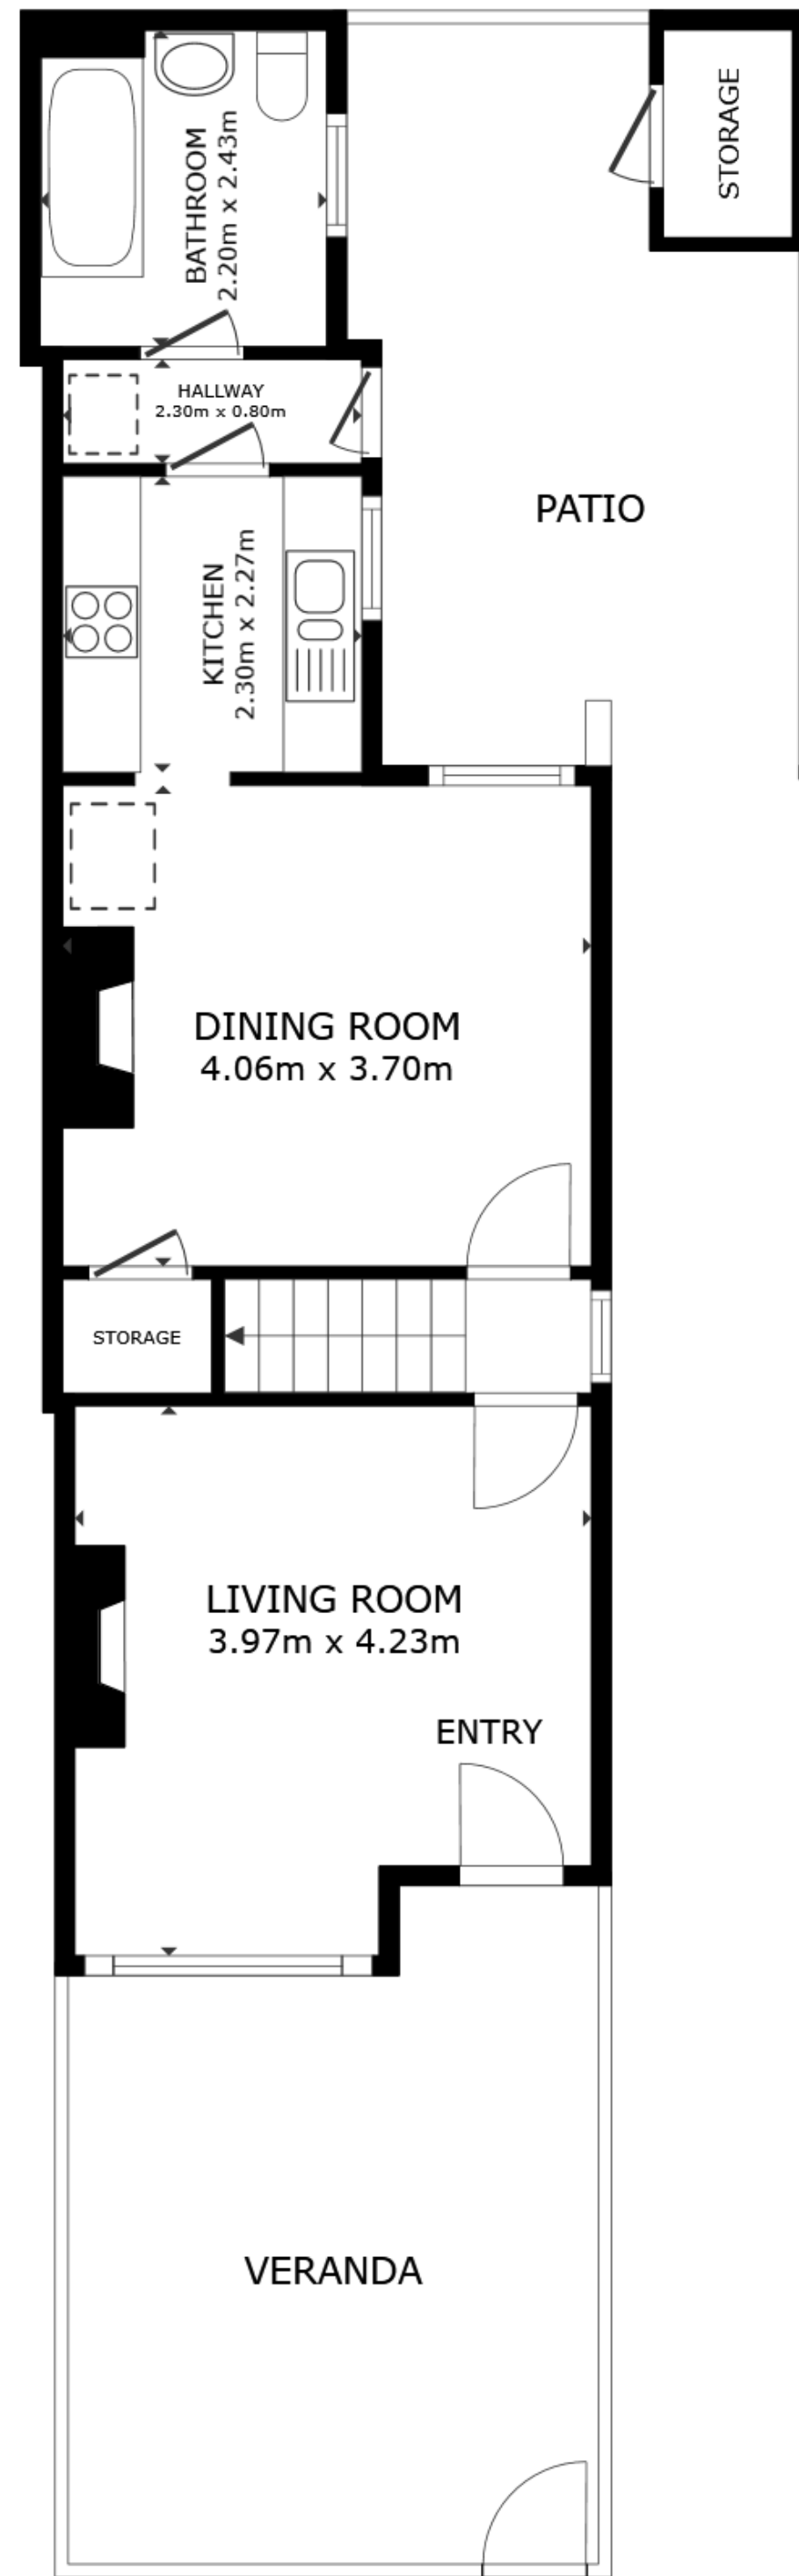 STORAGE
BATHROOM
2.20m x 2.43m
HALLWAY
2.30m x 0.80m
PATIO
KITCHEN
2.30m x 2.27m
DINING ROOM
4.06m x 3.70m
STORAGE
LIVING ROOM
3.97m x 4.23m
ENTRY
VERANDA